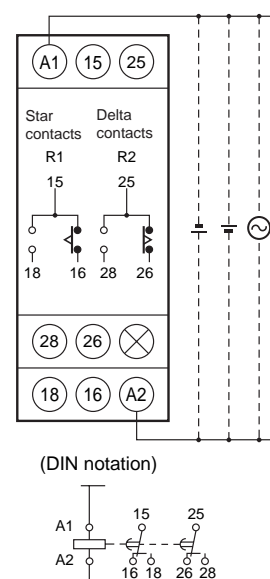 A1 15 25
Star contacts
Delta contacts
R1 R2
15 25
18 16 28 26
28 26
18 16 A2
(DIN notation)
A1 15 25
A2
16 18 26 28